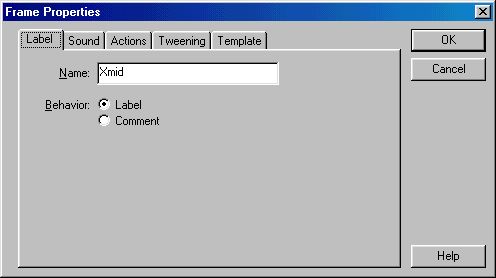 Frame Properties
Label Sound Actions Tweening Template
OK
Name: Xmid
Cancel
Behavior: Label
Comment
Help